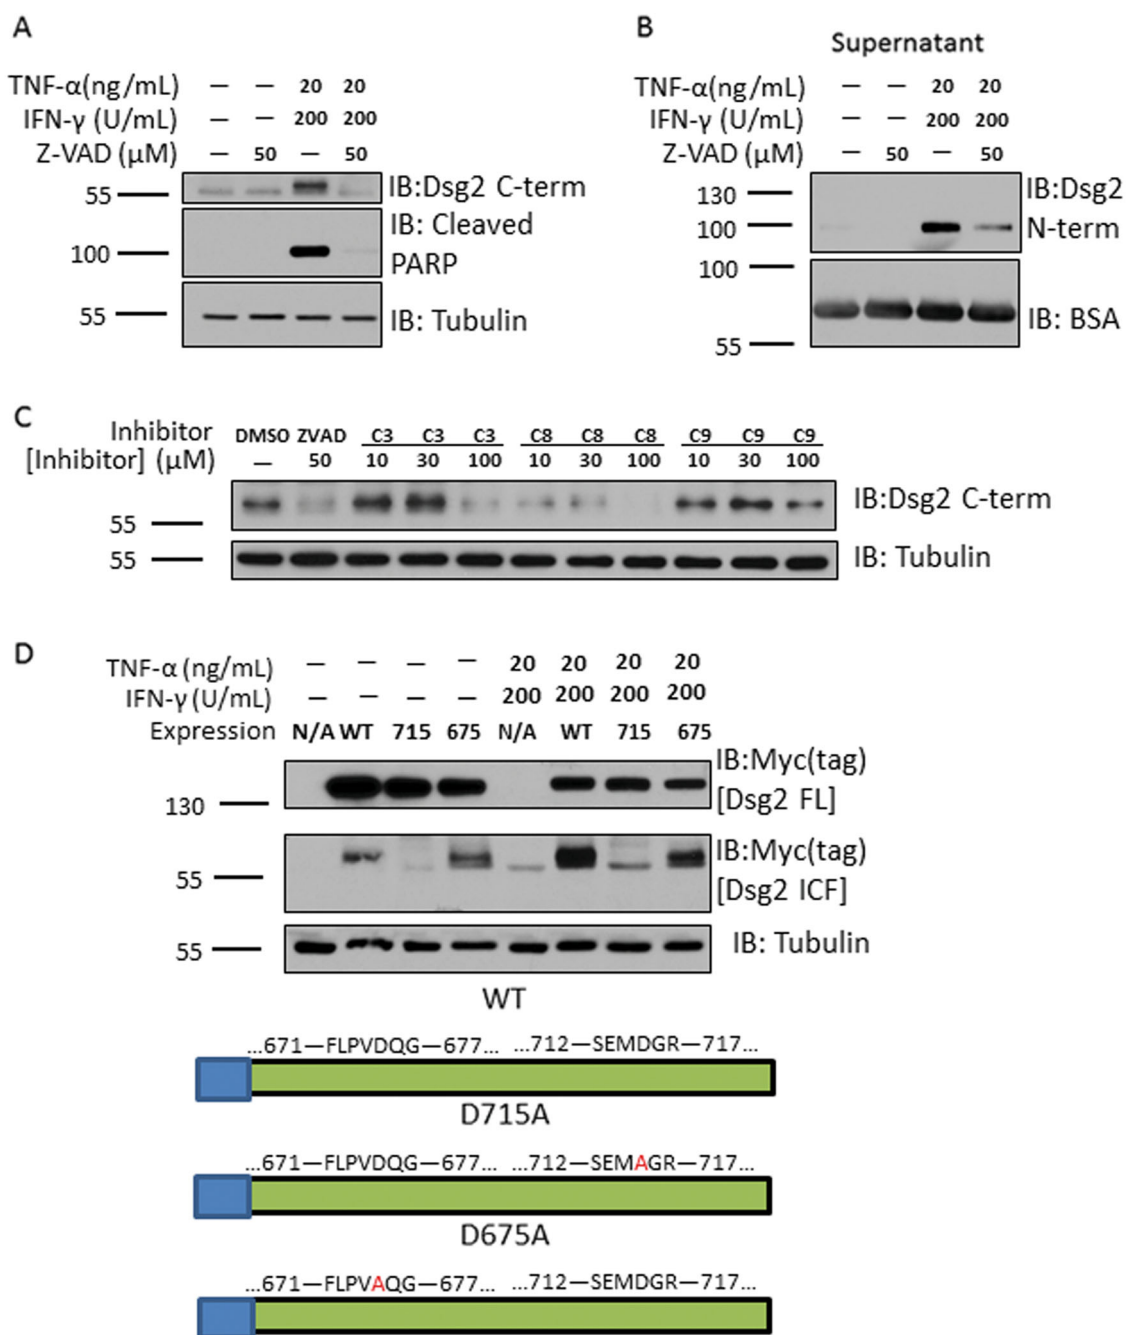 A
TNF-α(ng/mL) — — 20 20
IFN-γ (U/mL) — — 200 200
Z-VAD (μM) — 50 — 50
55
IB:Dsg2 C-term
IB: Cleaved
100
PARP
55
IB: Tubulin
B
Supernatant
TNF-α(ng/mL) — — 20 20
IFN-γ (U/mL) — — 200 200
Z-VAD (μM) — 50 — 50
130
IB:Dsg2
100
N-term
100
IB: BSA
55
C
Inhibitor DMSO ZVAD C3 C3 C3 C8 C8 C8 C9 C9 C9
[Inhibitor] (μM) — 50 10 30 100 10 30 100 10 30 100
IB:Dsg2 C-term
55
55
IB: Tubulin
D
TNF-α (ng/mL) — — — — 20 20 20 20
IFN-γ (U/mL) — — — — 200 200 200 200
Expression N/A WT 715 675 N/A WT 715 675
IB:Myc(tag)
130
[Dsg2 FL]
IB:Myc(tag)
55
[Dsg2 ICF]
55
IB: Tubulin
WT
...671—FLPVDQG—677... ...712—SEMDGR—717...
D715A
...671—FLPVDQG—677... ...712—SEMAGR—717...
D675A
...671—FLPVAQG—677... ...712—SEMDGR—717...